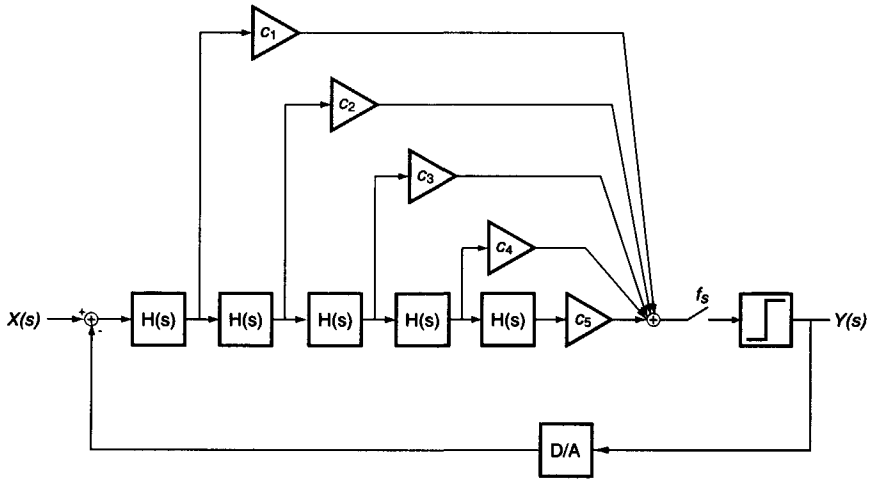 c1
c2
c3
c4
fs
X(s) + - H(s) H(s) H(s) H(s) H(s) c5 + Y(s)
D/A